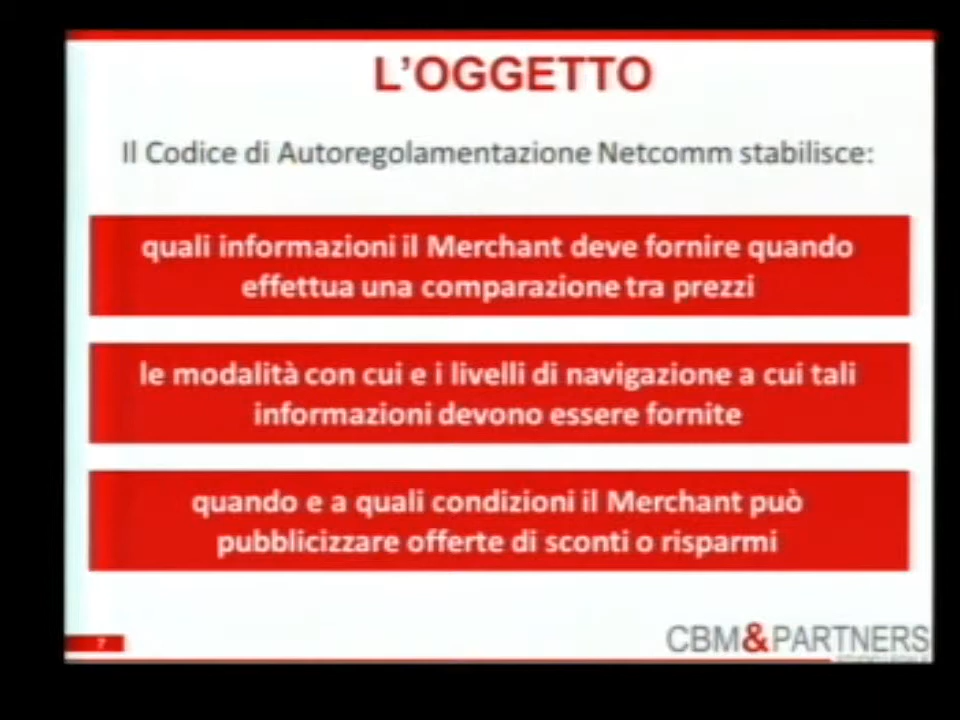 L'OGGETTO
Il Codice di Autoregolamentazione Netcomm stabilisce:
quali informazioni il Merchant deve fornire quando
effettua una comparazione tra prezzi
le modalità con cui e i livelli di navigazione a cui tali
informazioni devono essere fornite
quando e a quali condizioni il Merchant può
pubblicizzare offerte di sconti o risparmi
7
CBM&PARTNERS